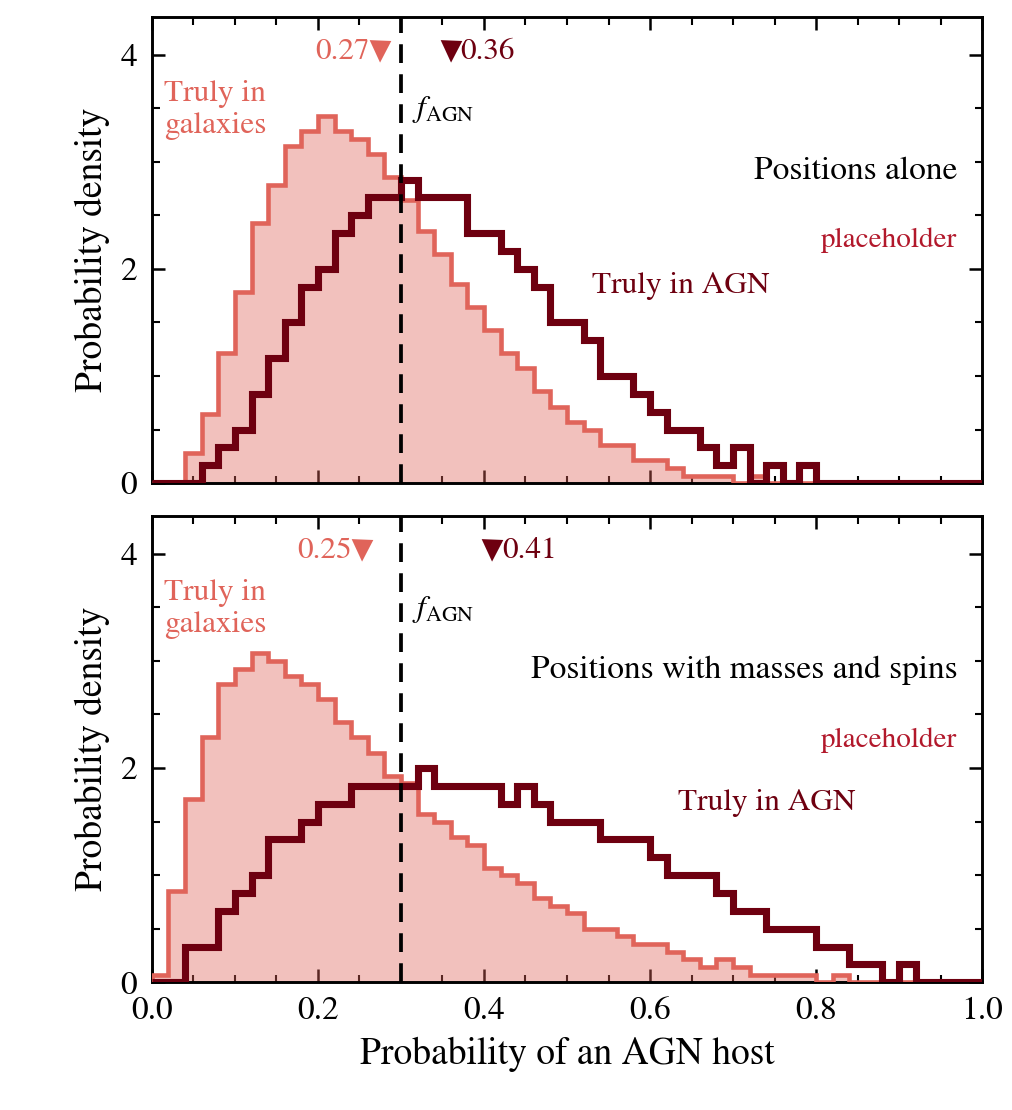 0.27▼ ▼0.36
4
Truly in
galaxies
fAGN
Positions alone
placeholder
2
Truly in AGN
0
Probability density
0.25▼ ▼0.41
4
Truly in
galaxies
fAGN
Positions with masses and spins
placeholder
2
Truly in AGN
0
Probability density
0.0 0.2 0.4 0.6 0.8 1.0
Probability of an AGN host